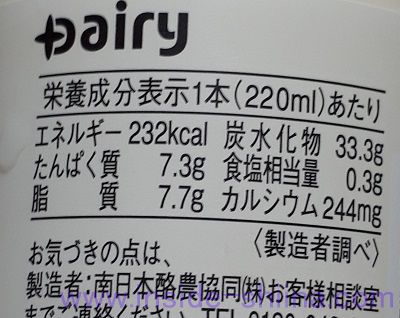 Dairy
栄養成分表示1本(220ml)あたり
エネルギー 232kcal 炭水化物 33.3g
たんぱく質 7.3g 食塩相当量 0.3g
脂 質 7.7g カルシウム 244mg
お気づきの点は、 〈製造者調べ〉
製造者:南日本酪農協同㈱お客様相談室
までご連絡ください。TEL 0120